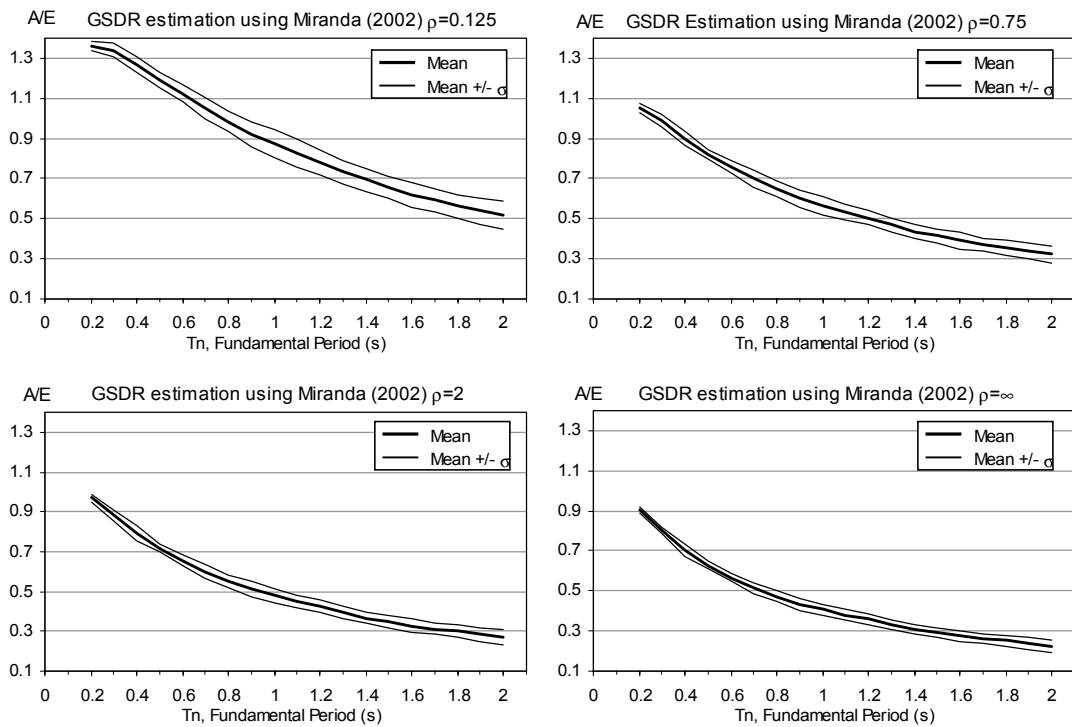 A/E GSDR estimation using Miranda (2002) ρ=0.125
1.3
1.1
0.9
0.7
0.5
0.3
0.1
Mean
Mean +/- σ
0 0.2 0.4 0.6 0.8 1 1.2 1.4 1.6 1.8 2
Tn, Fundamental Period (s)
A/E GSDR Estimation using Miranda (2002) ρ=0.75
1.3
1.1
0.9
0.7
0.5
0.3
0.1
Mean
Mean +/- σ
0 0.2 0.4 0.6 0.8 1 1.2 1.4 1.6 1.8 2
Tn, Fundamental Period (s)
A/E GSDR estimation using Miranda (2002) ρ=2
1.3
1.1
0.9
0.7
0.5
0.3
0.1
Mean
Mean +/- σ
0 0.2 0.4 0.6 0.8 1 1.2 1.4 1.6 1.8 2
Tn, Fundamental Period (s)
A/E GSDR estimation using Miranda (2002) ρ=∞
1.3
1.1
0.9
0.7
0.5
0.3
0.1
Mean
Mean +/- σ
0 0.2 0.4 0.6 0.8 1 1.2 1.4 1.6 1.8 2
Tn, Fundamental Period (s)